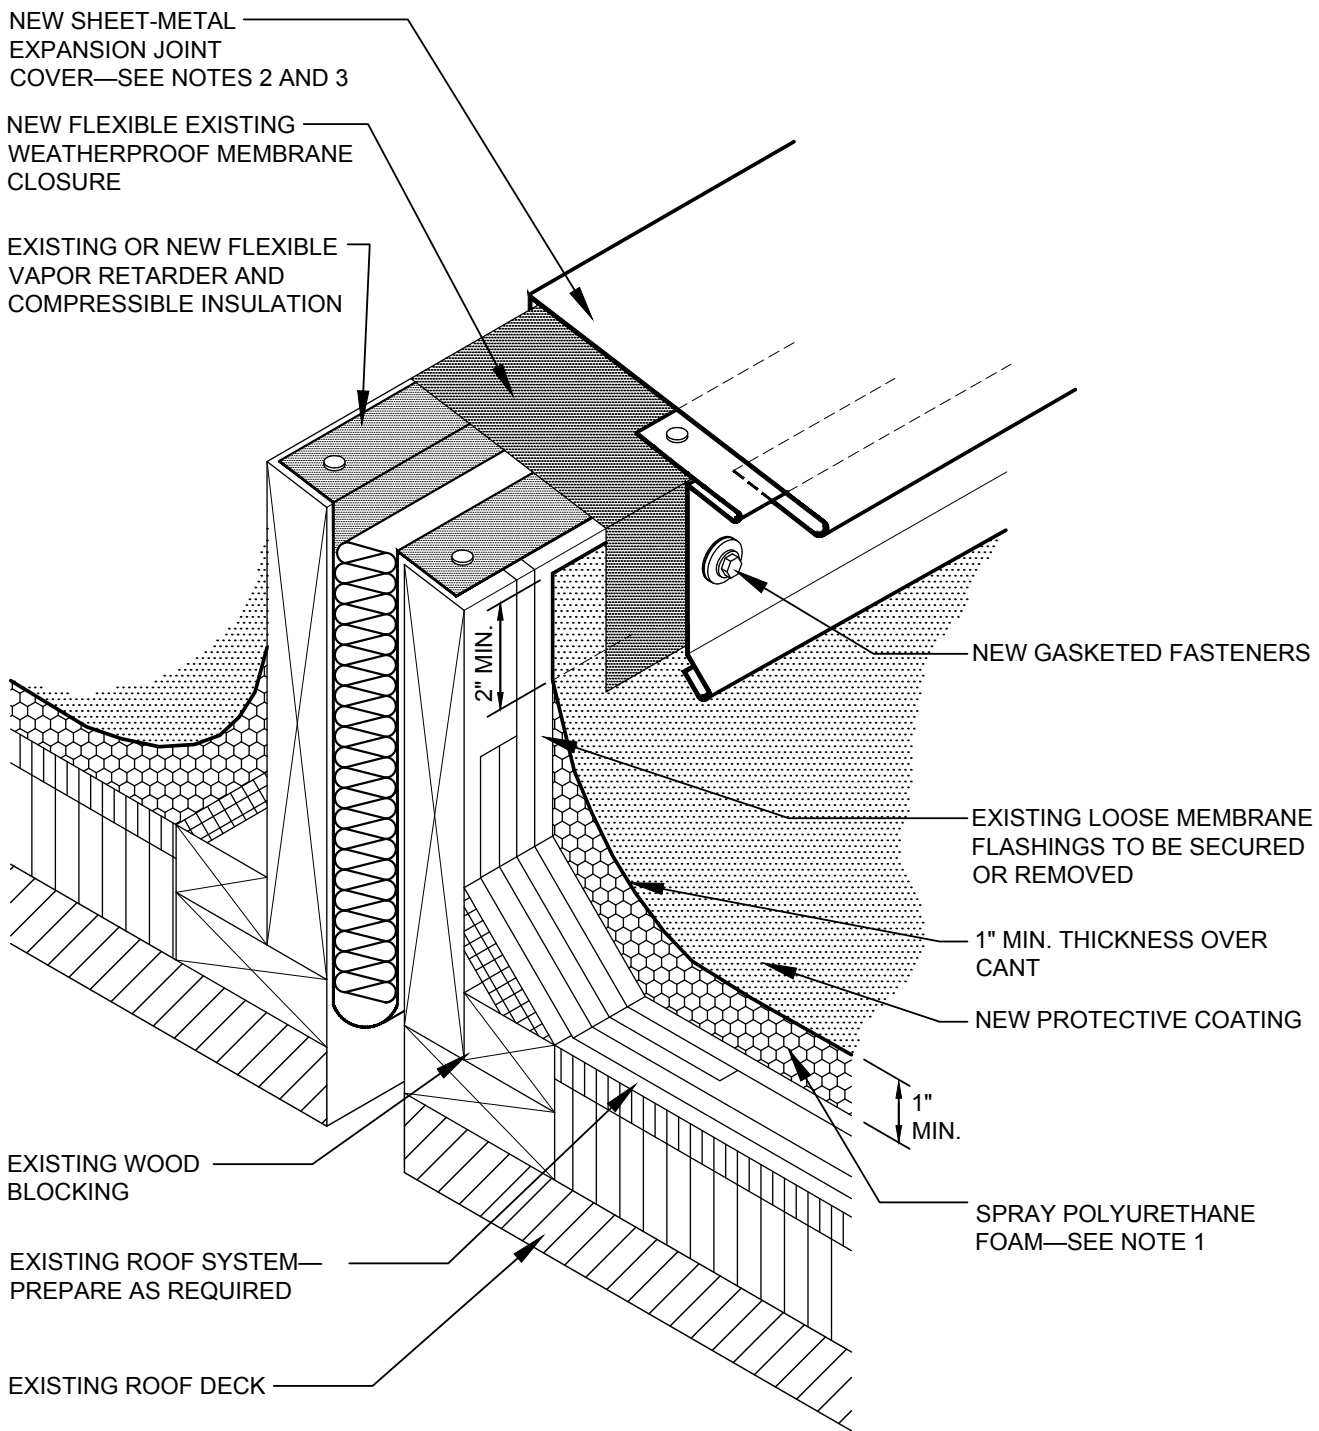 NEW SHEET-METAL
EXPANSION JOINT
COVER—SEE NOTES 2 AND 3
NEW FLEXIBLE EXISTING
WEATHERPROOF MEMBRANE
CLOSURE
EXISTING OR NEW FLEXIBLE
VAPOR RETARDER AND
COMPRESSIBLE INSULATION
2" MIN.
NEW GASKETED FASTENERS
EXISTING LOOSE MEMBRANE
FLASHINGS TO BE SECURED
OR REMOVED
1" MIN. THICKNESS OVER
CANT
NEW PROTECTIVE COATING
1"
MIN.
SPRAY POLYURETHANE
FOAM—SEE NOTE 1
EXISTING WOOD
BLOCKING
EXISTING ROOF SYSTEM—
PREPARE AS REQUIRED
EXISTING ROOF DECK